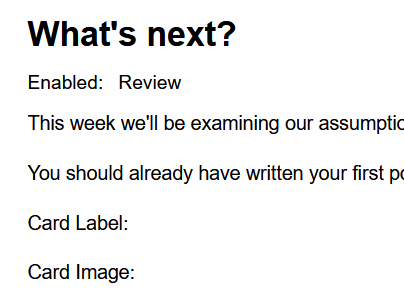 What's next?
Enabled: Review
This week we'll be examining our
You should already have written your first
Card Label:
Card Image: